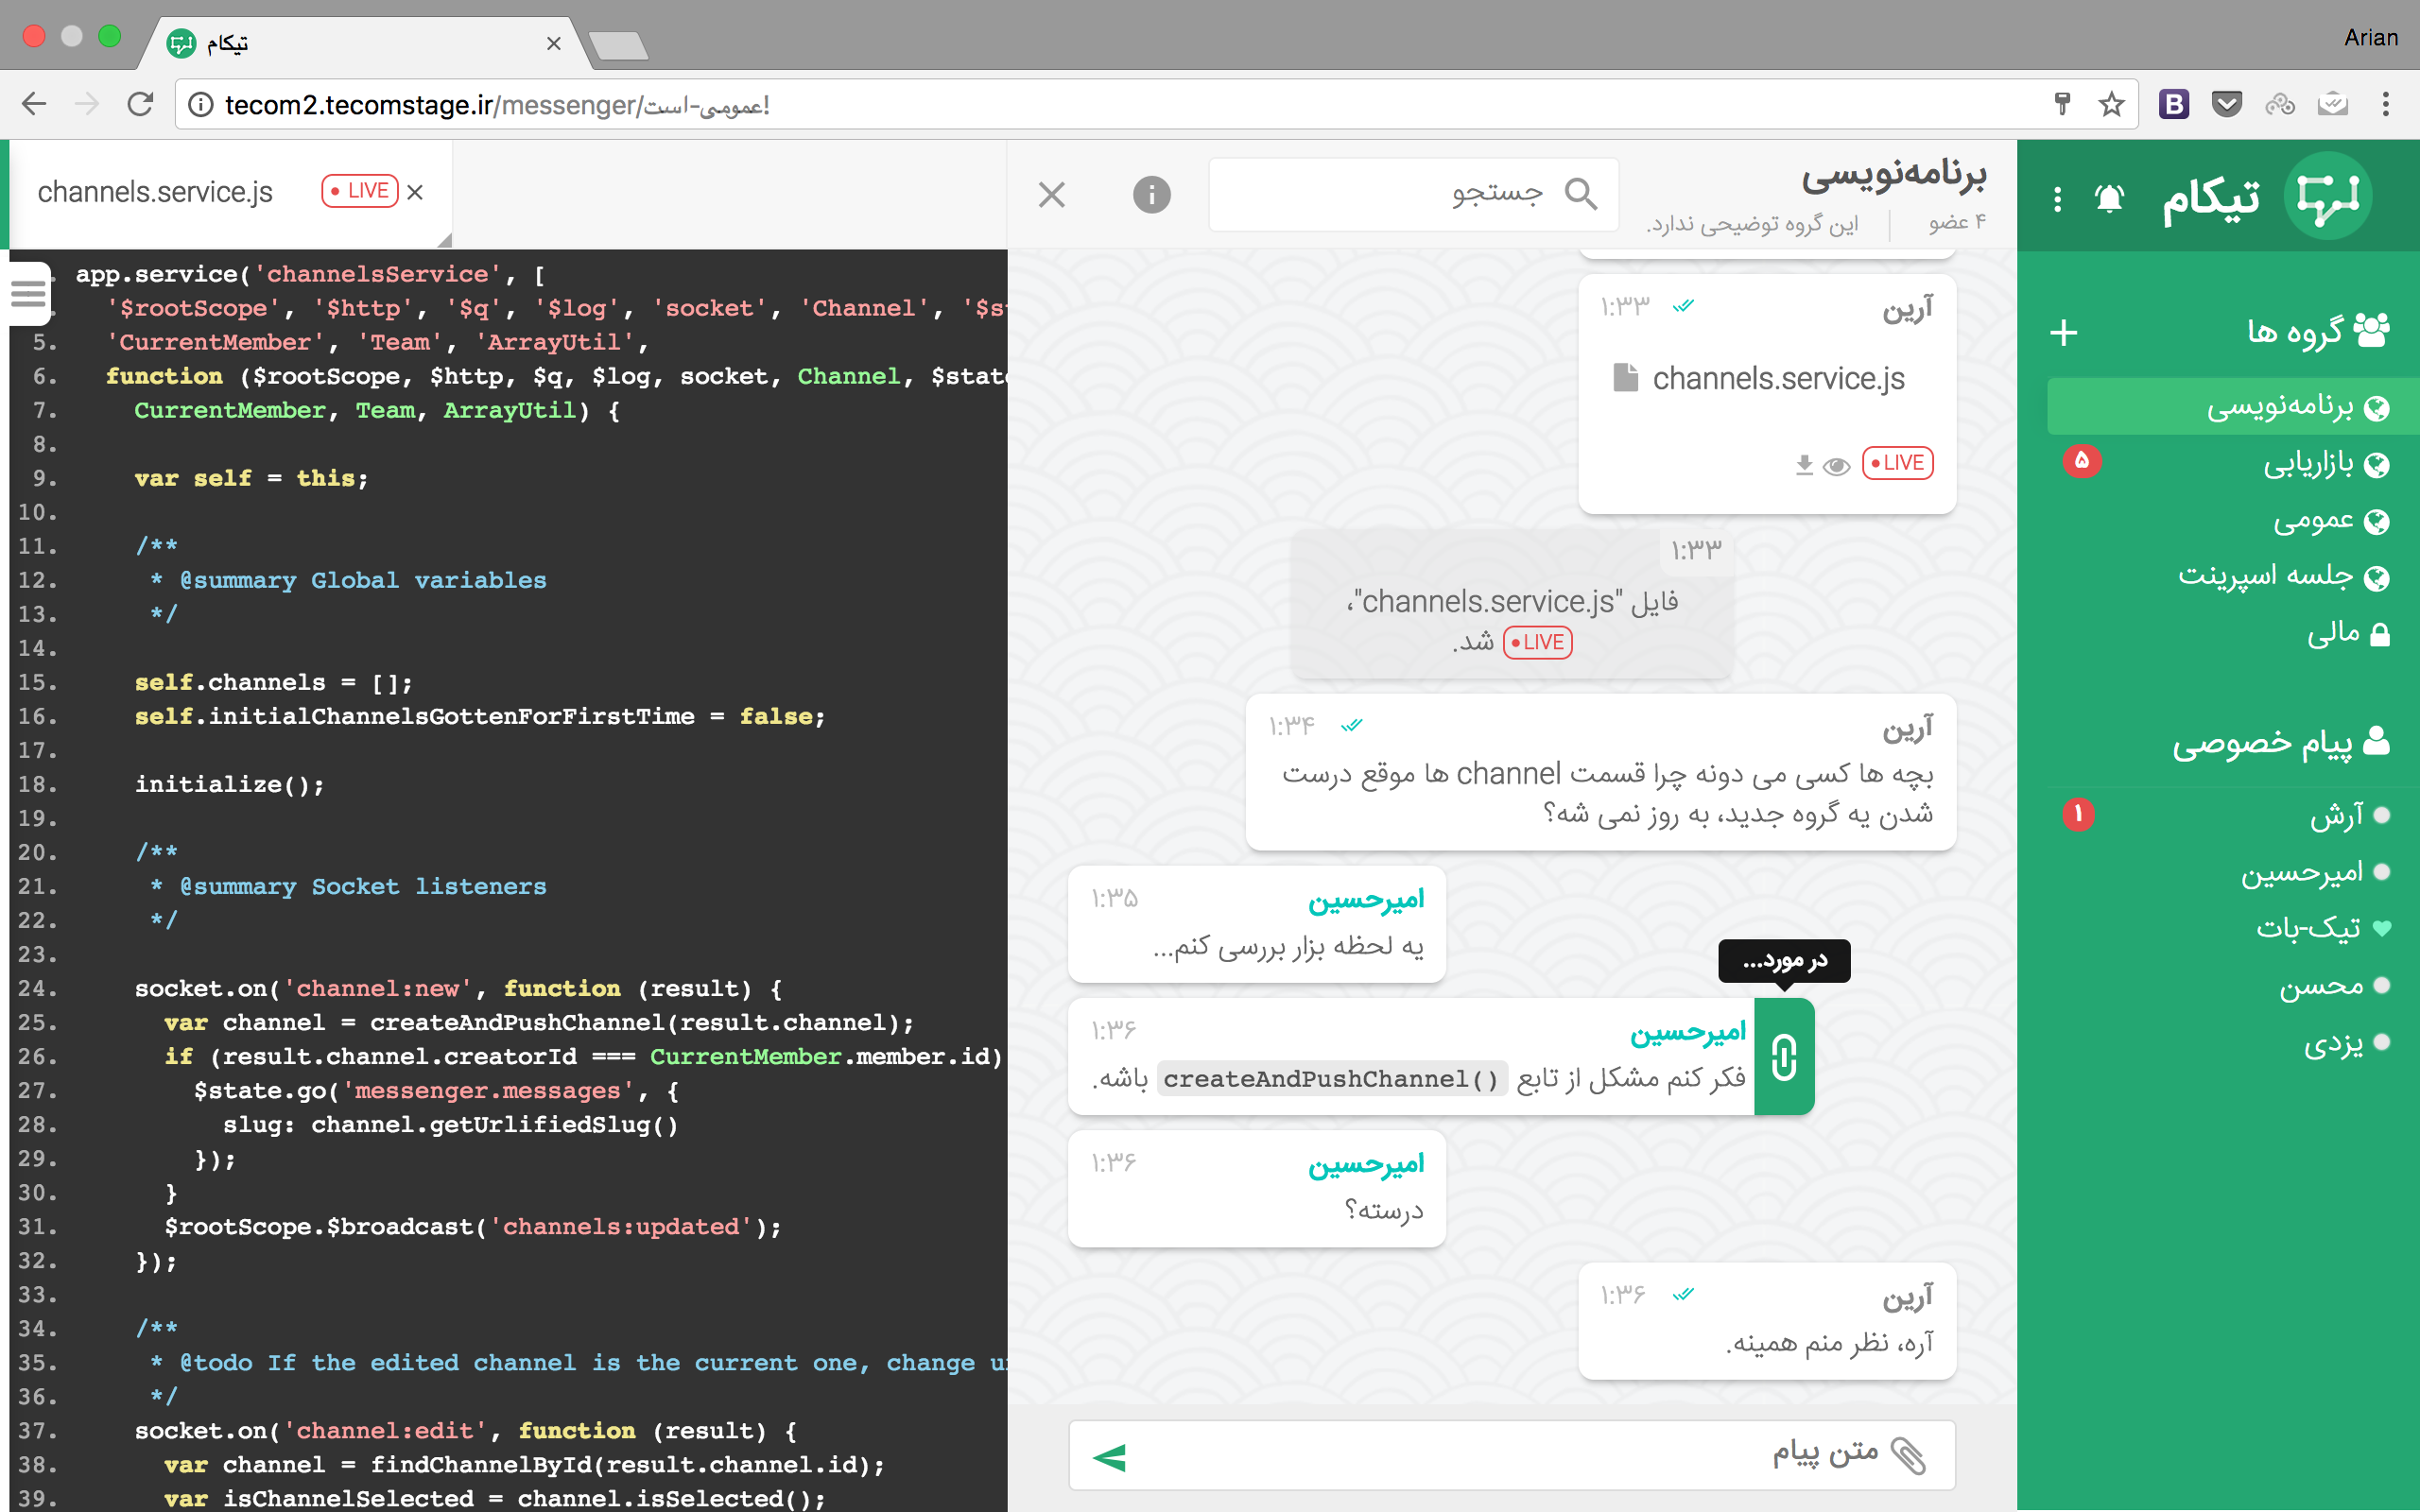 تیکام
Arian
tecom2.tecomstage.ir/messenger/عمومی-است!
channels.service.js
LIVE
app.service('channelsService', [
'$rootScope', '$http', '$q', '$log', 'socket', 'Channel', '$st
5. 'CurrentMember', 'Team', 'ArrayUtil',
6. function ($rootScope, $http, $q, $log, socket, Channel, $stat
7. CurrentMember, Team, ArrayUtil) {
8.
9. var self = this;
10.
11. /**
12. * @summary Global variables
13. */
14.
15. self.channels = [];
16. self.initialChannelsGottenForFirstTime = false;
17.
18. initialize();
19.
20. /**
21. * @summary Socket listeners
22. */
23.
24. socket.on('channel:new', function (result) {
25. var channel = createAndPushChannel(result.channel);
26. if (result.channel.creatorId === CurrentMember.member.id)
27. $state.go('messenger.messages', {
28. slug: channel.getUrlifiedSlug()
29. });
30. }
31. $rootScope.$broadcast('channels:updated');
32. });
33.
34. /**
35. * @todo If the edited channel is the current one, change u
36. */
37. socket.on('channel:edit', function (result) {
38. var channel = findChannelById(result.channel.id);
39. var isChannelSelected = channel.isSelected();
برنامه‌نویسی
۴ عضو
این گروه توضیحی ندارد.
جستجو
آرین
۱:۳۳
channels.service.js
LIVE
۱:۳۳
فایل "channels.service.js"،
LIVE شد.
آرین
۱:۳۴
بچه ها کسی می دونه چرا قسمت channel ها موقع درست
شدن یه گروه جدید، به روز نمی شه؟
امیرحسین
۱:۳۵
یه لحظه بزار بررسی کنم...
در مورد...
امیرحسین
۱:۳۶
فکر کنم مشکل از تابع createAndPushChannel() باشه.
امیرحسین
۱:۳۶
درسته؟
آرین
۱:۳۶
آره، نظر منم همینه.
متن پیام
تیکام
گروه ها
برنامه‌نویسی
بازاریابی
۵
عمومی
جلسه اسپرینت
مالی
پیام خصوصی
آرش
۱
امیرحسین
تیک-بات
محسن
یزدی